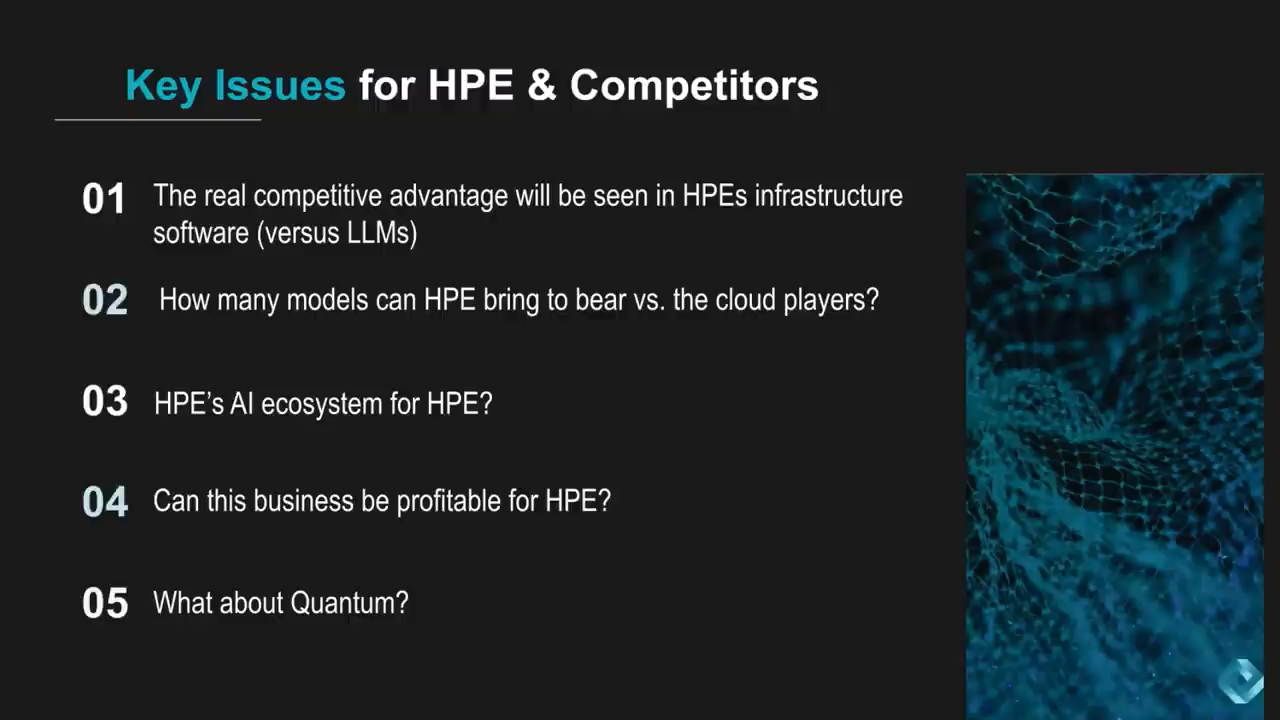 Key Issues for HPE & Competitors
01 The real competitive advantage will be seen in HPEs infrastructure
software (versus LLMs)
02 How many models can HPE bring to bear vs. the cloud players?
03 HPE’s AI ecosystem for HPE?
04 Can this business be profitable for HPE?
05 What about Quantum?